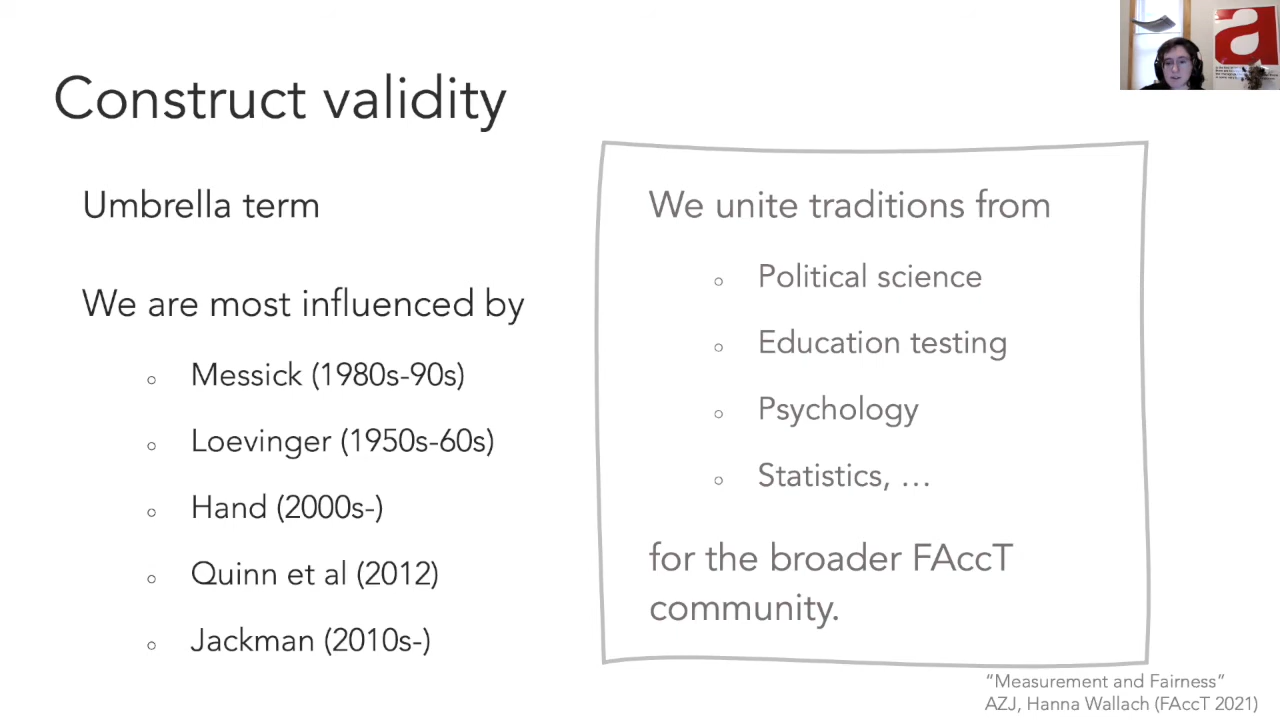 Construct validity
Umbrella term
We are most influenced by
Messick (1980s-90s)
Loevinger (1950s-60s)
Hand (2000s-)
Quinn et al (2012)
Jackman (2010s-)
We unite traditions from
Political science
Education testing
Psychology
Statistics, …
for the broader FAccT
community.
“Measurement and Fairness”
AZJ, Hanna Wallach (FAccT 2021)
a